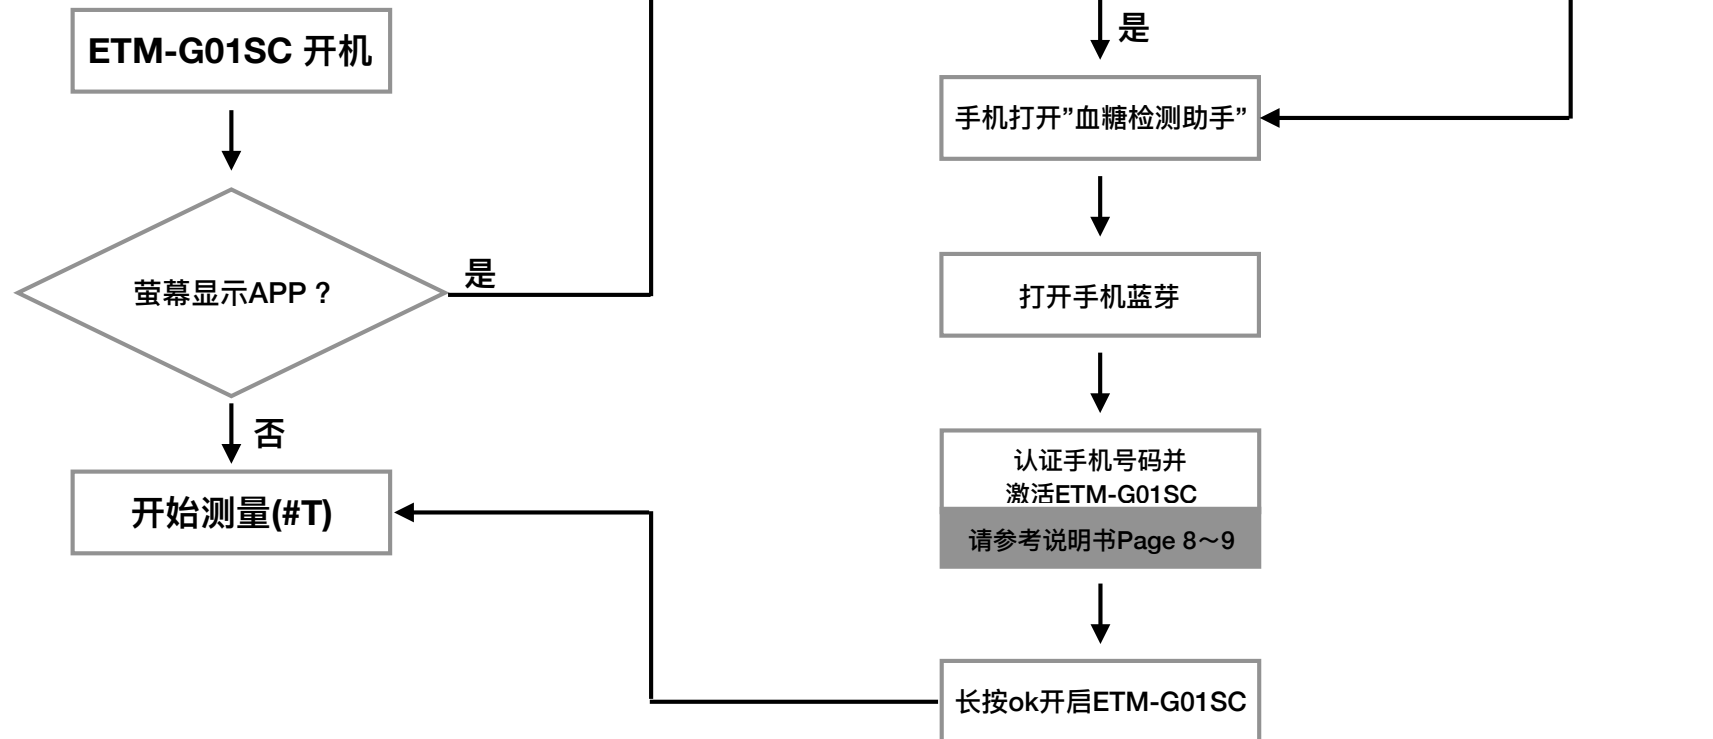 ETM-G01SC 开机
萤幕显示APP？
是
否
开始测量(#T)
是
手机打开”血糖检测助手”
打开手机蓝芽
认证手机号码并
激活ETM-G01SC
请参考说明书Page 8～9
长按ok开启ETM-G01SC